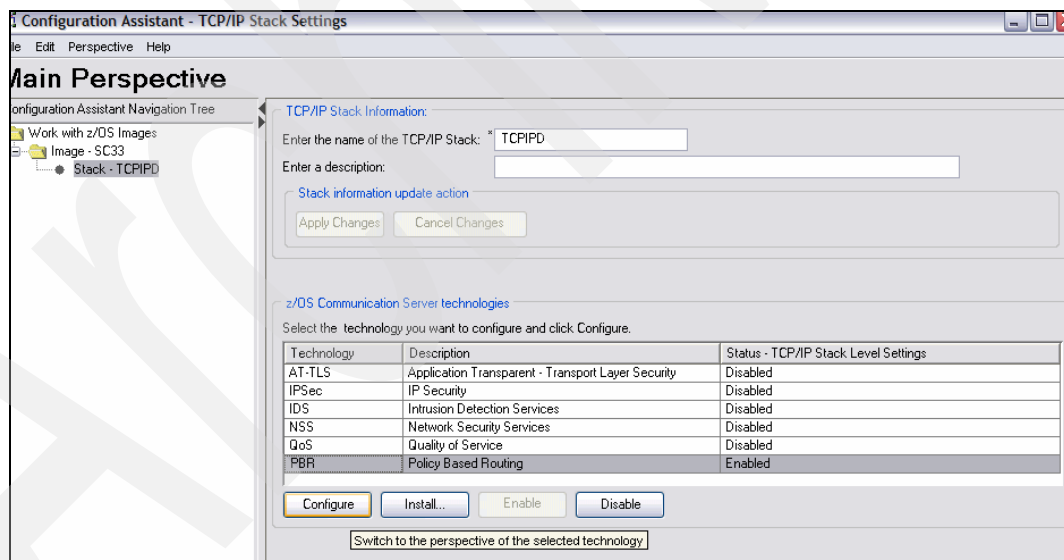 Configuration Assistant - TCP/IP Stack Settings
le Edit Perspective Help
Main Perspective
onfiguration Assistant Navigation Tree
Work with z/OS Images
Image - SC33
Stack - TCPIPD
TCP/IP Stack Information:
Enter the name of the TCP/IP Stack: * TCPIPD
Enter a description:
Stack information update action
Apply Changes Cancel Changes
z/OS Communication Server technologies
Select the technology you want to configure and click Configure.
Technology Description Status - TCP/IP Stack Level Settings
AT-TLS Application Transparent - Transport Layer Security Disabled
IPSec IP Security Disabled
IDS Intrusion Detection Services Disabled
NSS Network Security Services Disabled
QoS Quality of Service Disabled
PBR Policy Based Routing Enabled
Configure Install... Enable Disable
Switch to the perspective of the selected technology